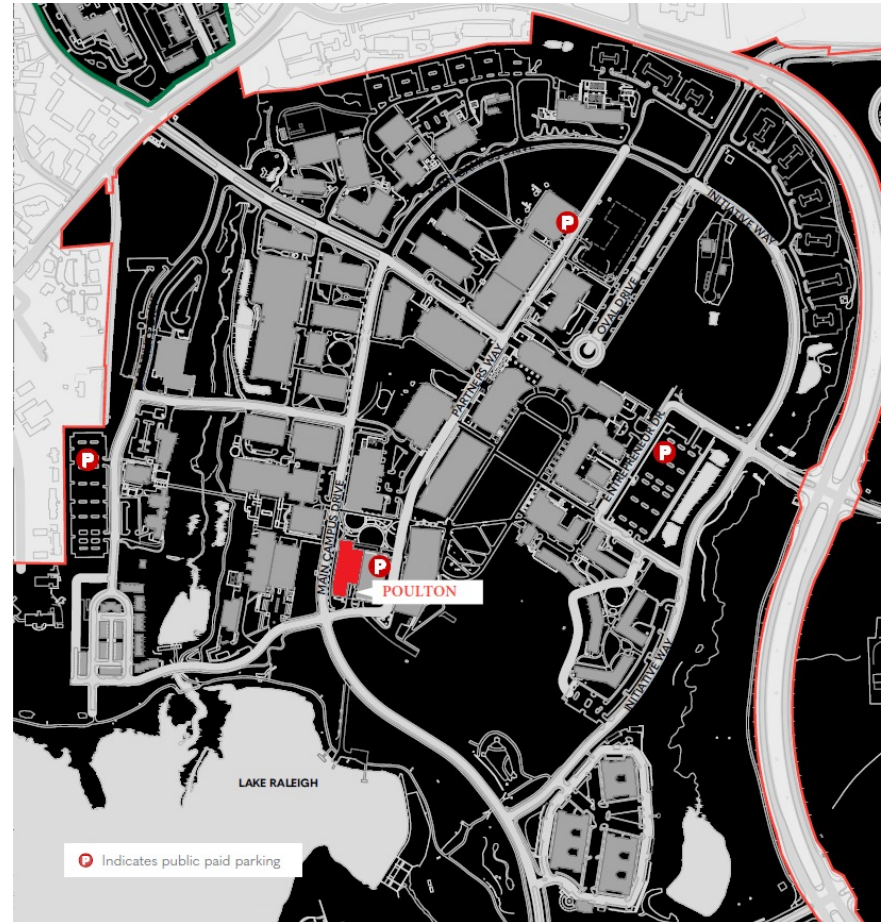 INITIATIVE WAY
P
OVAL DRIVE
PARTNERS WAY
P
P
ENTREPRENEUR DR.
MAIN CAMPUS DRIVE
P
POULTON
INITIATIVE WAY
LAKE RALEIGH
P Indicates public paid parking